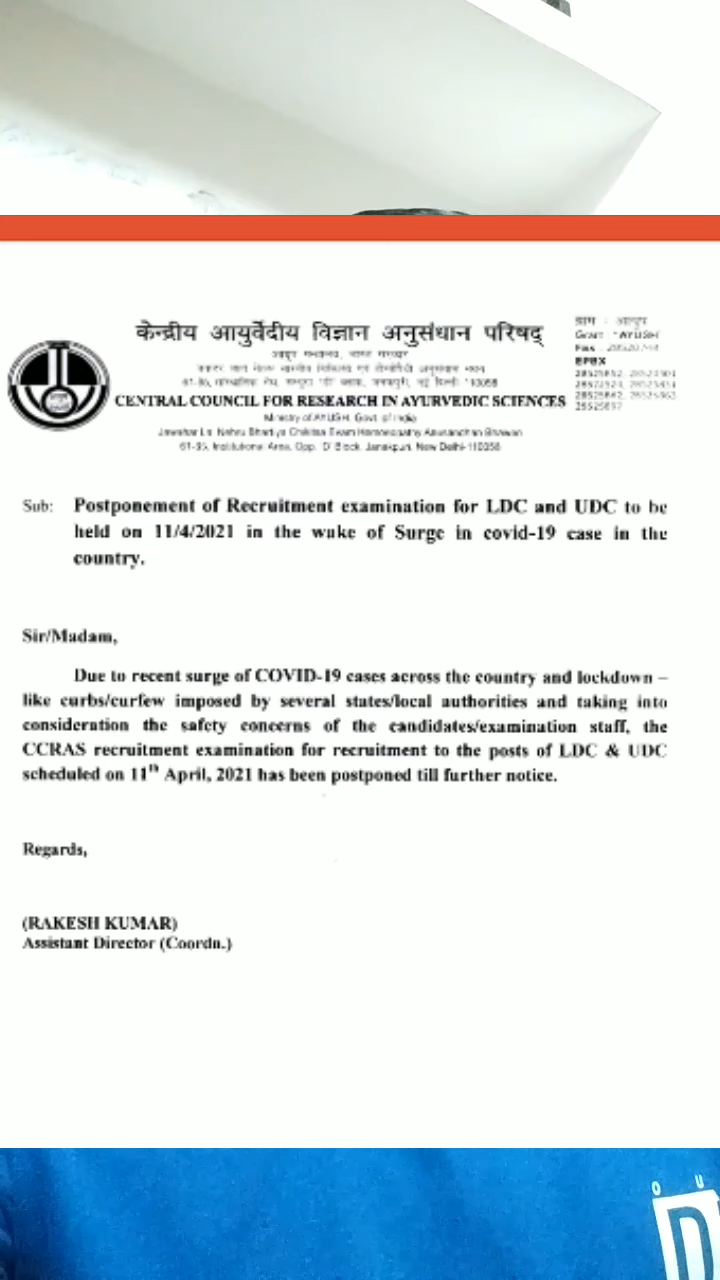 केन्द्रीय आयुर्वेदीय विज्ञान अनुसंधान परिषद्
CENTRAL COUNCIL FOR RESEARCH IN AYURVEDIC SCIENCES
Ministry of AYUSH, Govt. of India
61-65, Institutional Area, Opp. 'D' Block, Janakpuri, New Delhi-110058
EPBX
Sub: Postponement of Recruitment examination for LDC and UDC to be
held on 11/4/2021 in the wake of Surge in covid-19 case in the
country.
Sir/Madam,
Due to recent surge of COVID-19 cases across the country and lockdown –
like curbs/curfew imposed by several states/local authorities and taking into
consideration the safety concerns of the candidates/examination staff, the
CCRAS recruitment examination for recruitment to the posts of LDC & UDC
scheduled on 11th April, 2021 has been postponed till further notice.
Regards,
(RAKESH KUMAR)
Assistant Director (Coordn.)
O U
D